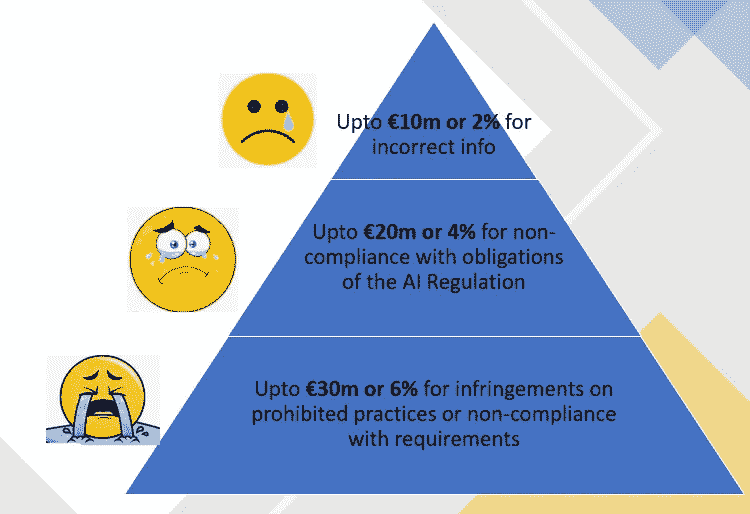 Upto €10m or 2% for
incorrect info
Upto €20m or 4% for non-
compliance with obligations
of the AI Regulation
Upto €30m or 6% for infringements on
prohibited practices or non-compliance
with requirements